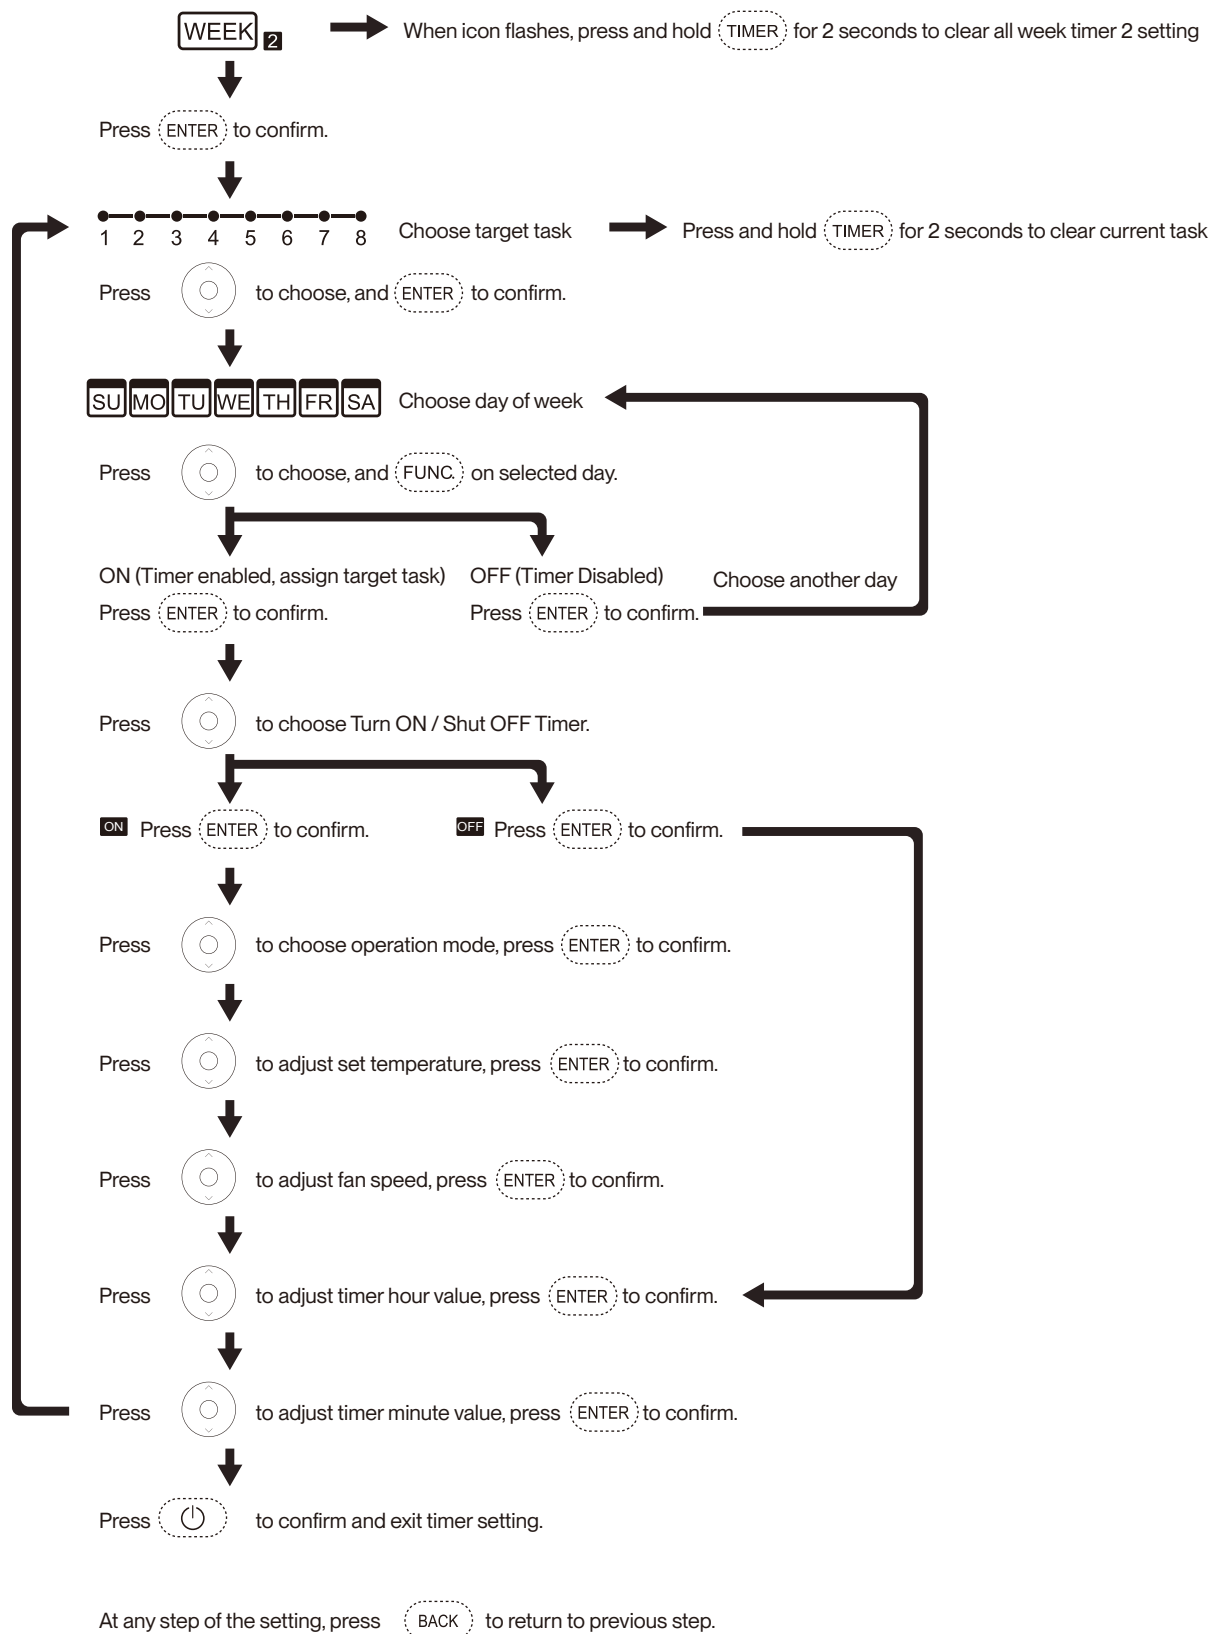 WEEK 2 When icon flashes, press and hold TIMER for 2 seconds to clear all week timer 2 setting
Press ENTER to confirm.
1 2 3 4 5 6 7 8 Choose target task Press and hold TIMER for 2 seconds to clear current task
Press to choose, and ENTER to confirm.
SU MO TU WE TH FR SA Choose day of week
Press to choose, and FUNC. on selected day.
ON (Timer enabled, assign target task) OFF (Timer Disabled) Choose another day
Press ENTER to confirm. Press ENTER to confirm.
Press to choose Turn ON / Shut OFF Timer.
ON Press ENTER to confirm. OFF Press ENTER to confirm.
Press to choose operation mode, press ENTER to confirm.
Press to adjust set temperature, press ENTER to confirm.
Press to adjust fan speed, press ENTER to confirm.
Press to adjust timer hour value, press ENTER to confirm.
Press to adjust timer minute value, press ENTER to confirm.
Press to confirm and exit timer setting.
At any step of the setting, press BACK to return to previous step.